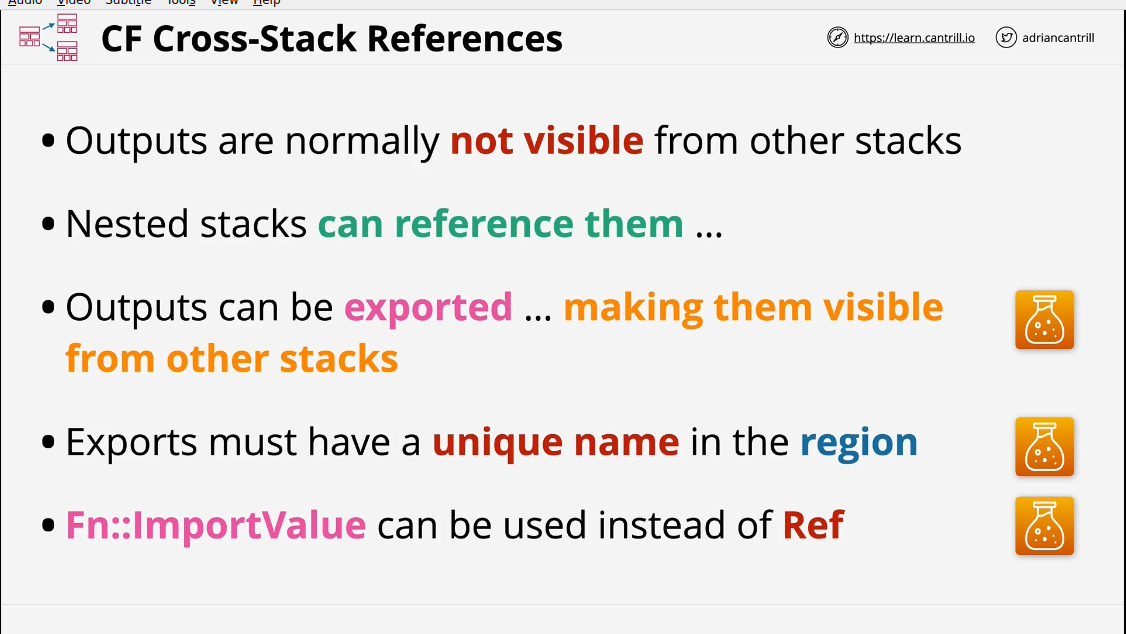 Audio Video Subtitle Tools View Help
CF Cross-Stack References
https://learn.cantrill.io
adriancantrill
• Outputs are normally not visible from other stacks
• Nested stacks can reference them ...
• Outputs can be exported ... making them visible
from other stacks
• Exports must have a unique name in the region
• Fn::ImportValue can be used instead of Ref